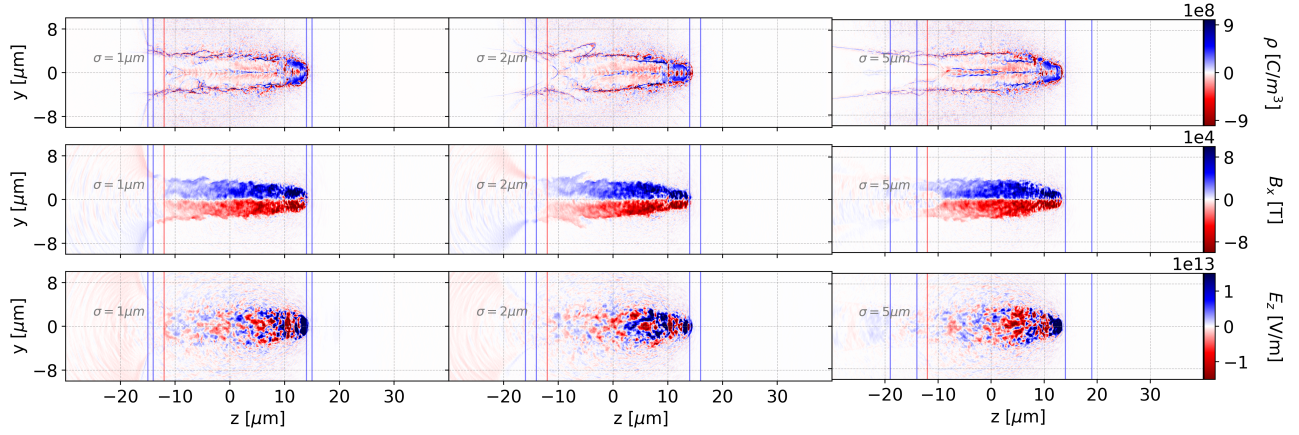 1e8
8
0
−8
y [μm]
σ = 1μm
σ = 2μm
σ = 5μm
9
0
−9
ρ [C/m³]
1e4
8
0
−8
y [μm]
σ = 1μm
σ = 2μm
σ = 5μm
8
0
−8
Bₓ [T]
1e13
8
0
−8
y [μm]
σ = 1μm
σ = 2μm
σ = 5μm
1
0
−1
E_z [V/m]
−20 −10 0 10 20 30
−20 −10 0 10 20 30
−20 −10 0 10 20 30
z [μm]
z [μm]
z [μm]